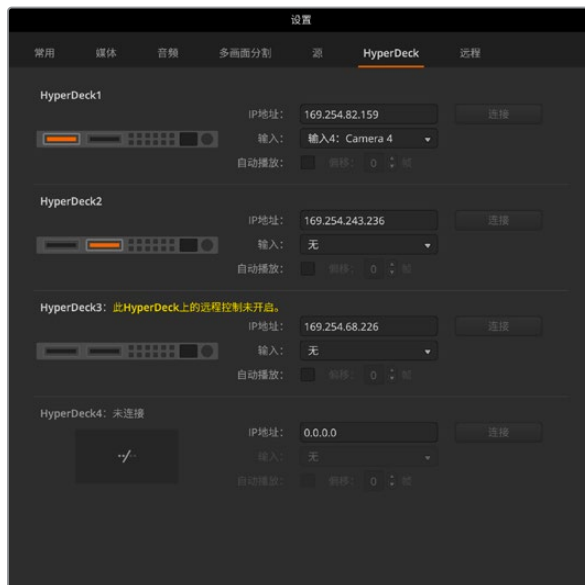 设置
常用 媒体 音频 多画面分割 源 HyperDeck 远程
HyperDeck1
IP地址： 169.254.82.159 连接
输入： 输入4：Camera 4
自动播放： 偏移： 0 帧
HyperDeck2
IP地址： 169.254.243.236 连接
输入： 无
自动播放： 偏移： 0 帧
HyperDeck3：此HyperDeck上的远程控制未开启。
IP地址： 169.254.68.226 连接
输入： 无
自动播放： 偏移： 0 帧
HyperDeck4：未连接
IP地址： 0.0.0.0 连接
输入： 无
自动播放： 偏移： 0 帧